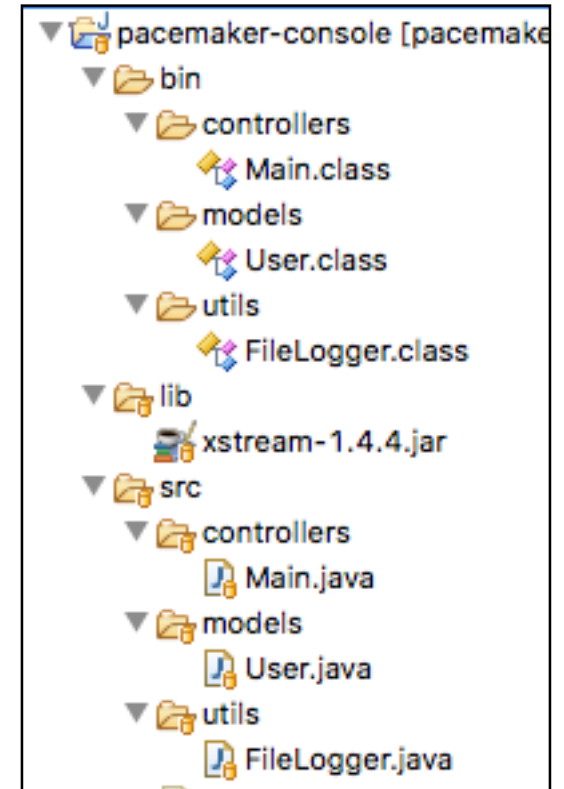 pacemaker-console [pacemake
bin
controllers
Main.class
models
User.class
utils
FileLogger.class
lib
xstream-1.4.4.jar
src
controllers
Main.java
models
User.java
utils
FileLogger.java